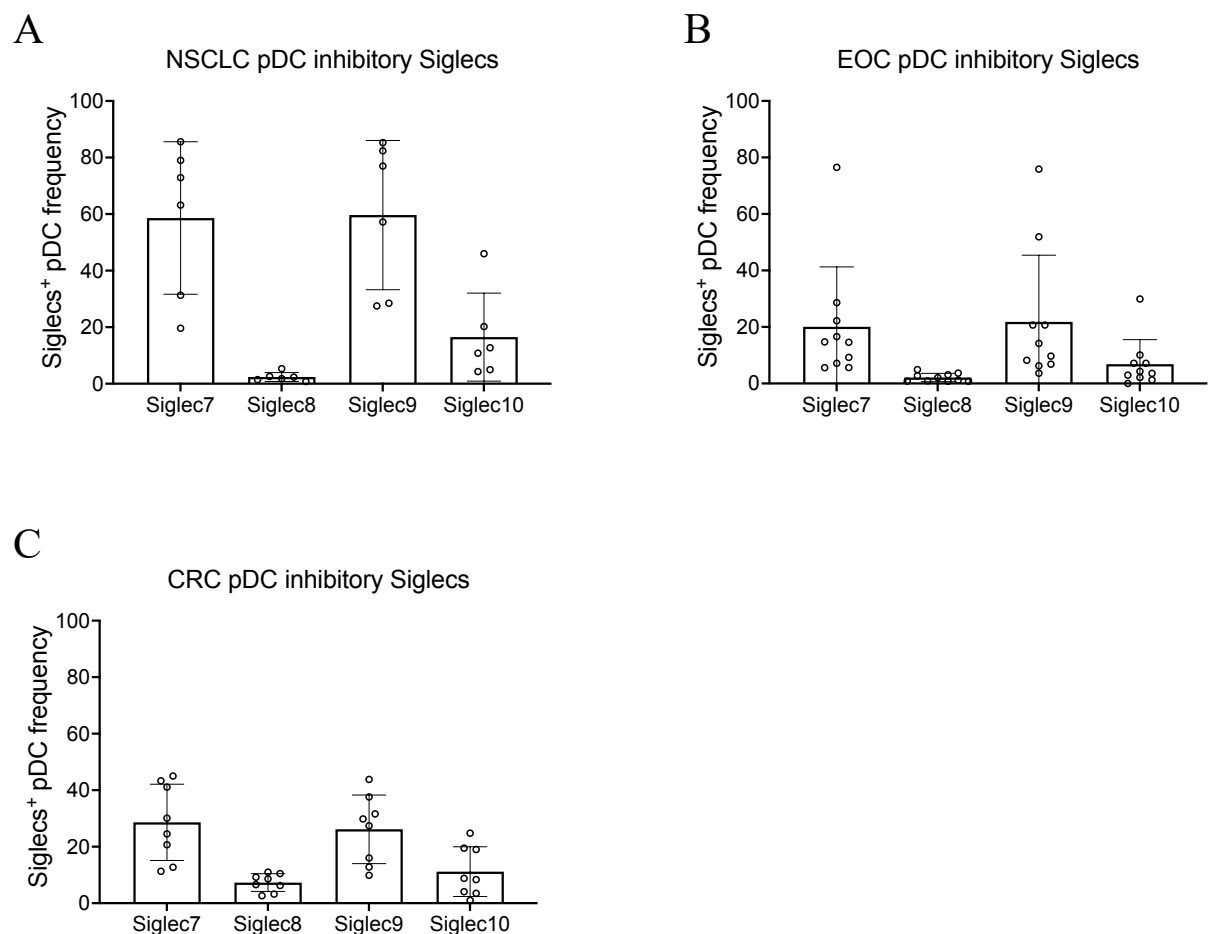 A
NSCLC pDC inhibitory Siglecs
Siglecs⁺ pDC frequency
100
80
60
40
20
0
Siglec7 Siglec8 Siglec9 Siglec10
B
EOC pDC inhibitory Siglecs
Siglecs⁺ pDC frequency
100
80
60
40
20
0
Siglec7 Siglec8 Siglec9 Siglec10
C
CRC pDC inhibitory Siglecs
Siglecs⁺ pDC frequency
100
80
60
40
20
0
Siglec7 Siglec8 Siglec9 Siglec10